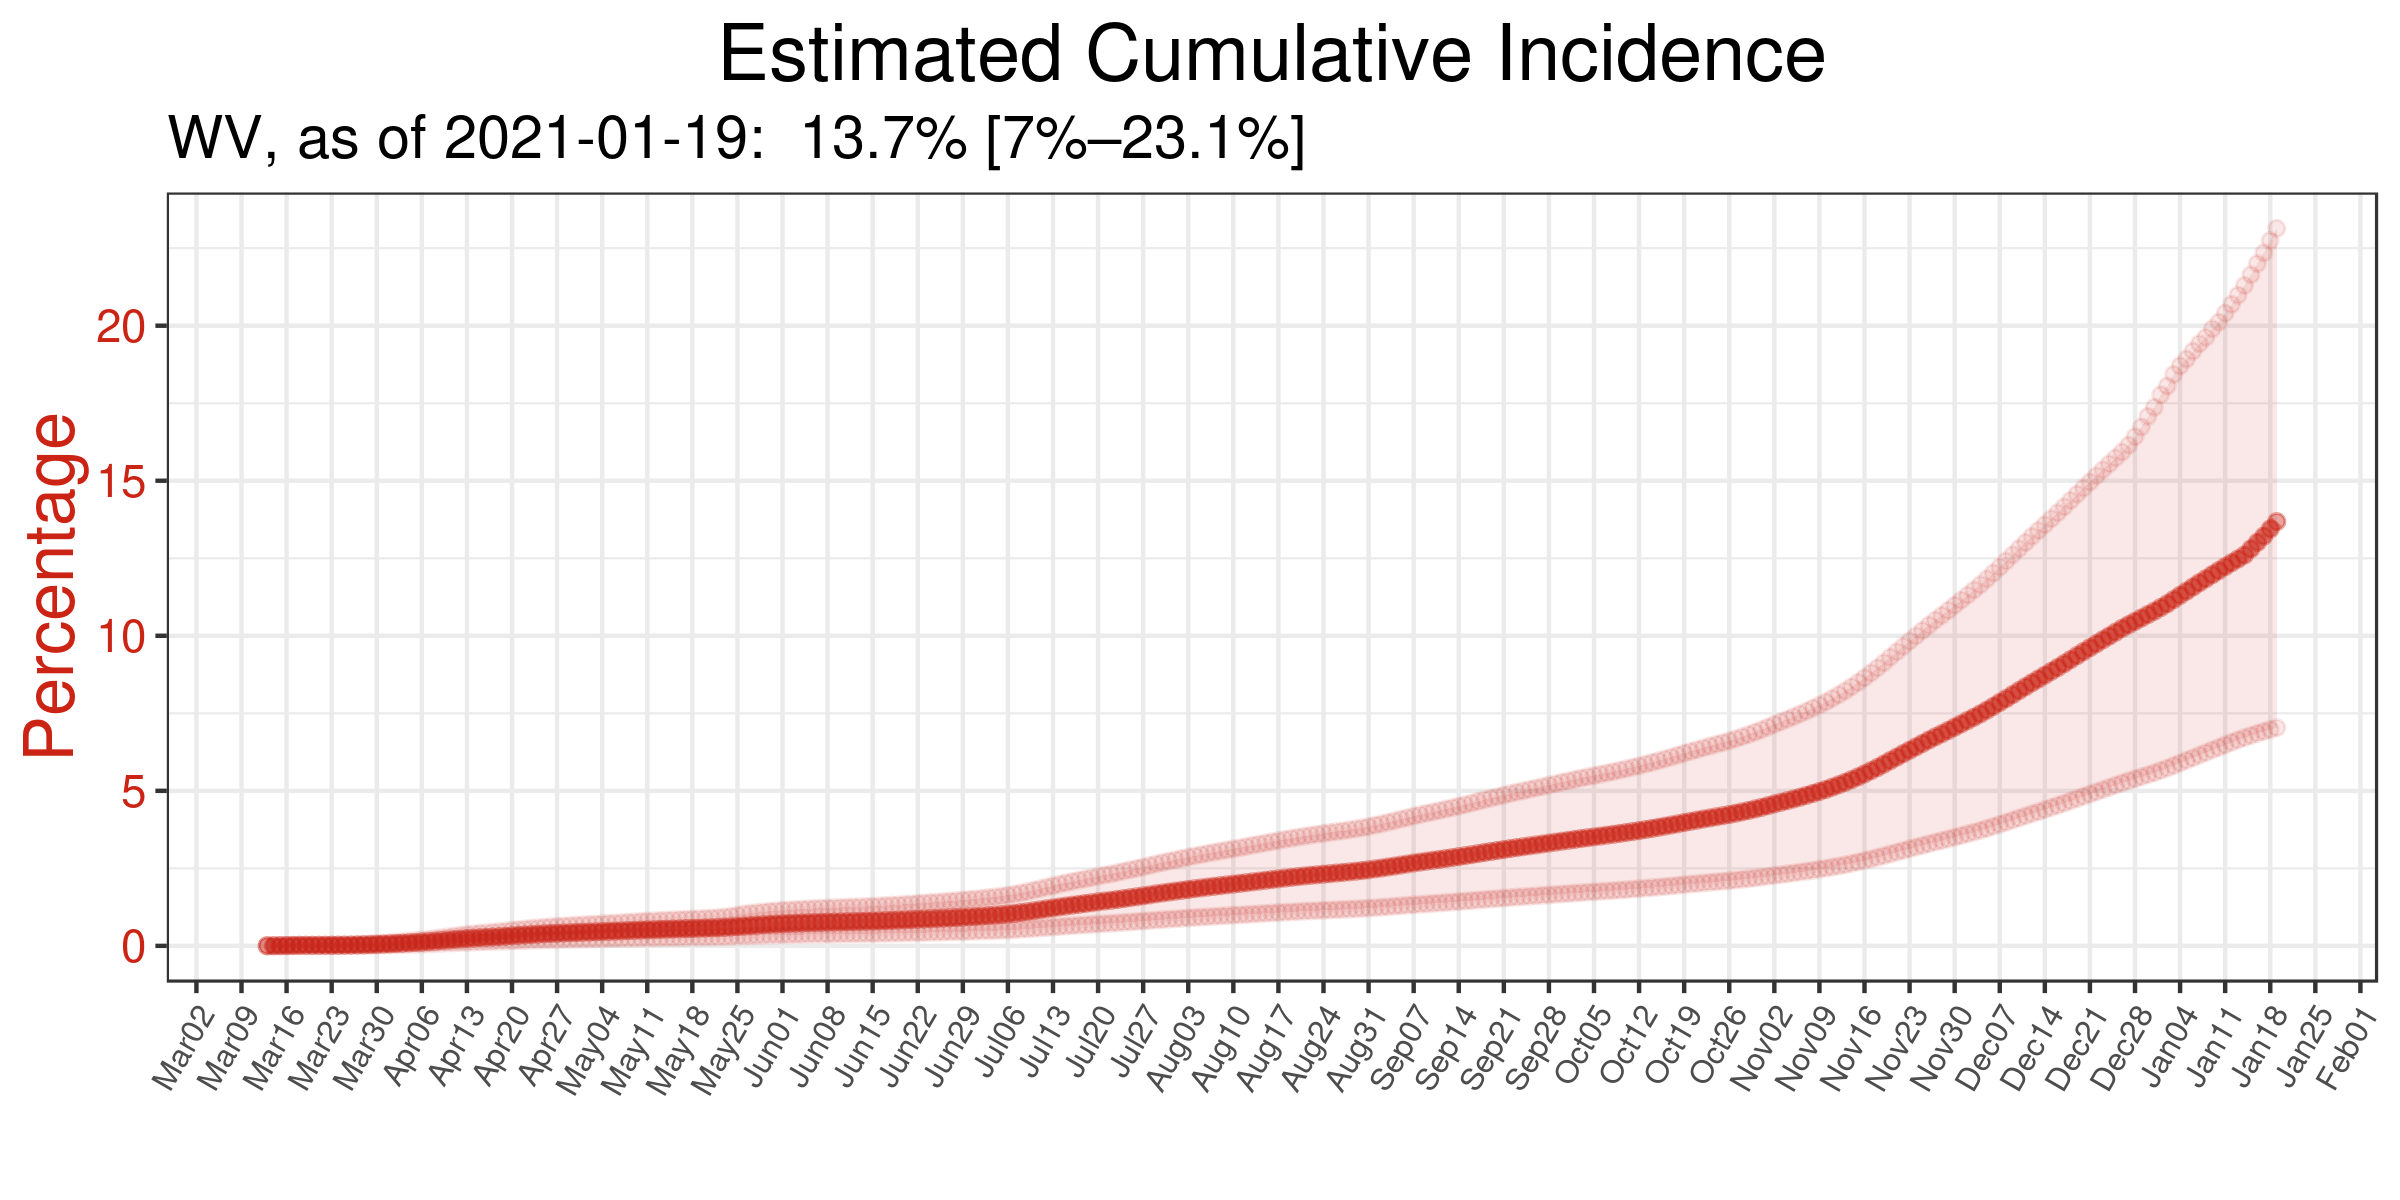 Estimated Cumulative Incidence
WV, as of 2021-01-19:  13.7% [7%–23.1%]
Percentage
20
15
10
5
0
Mar02 Mar09 Mar16 Mar23 Mar30 Apr06 Apr13 Apr20 Apr27 May04 May11 May18 May25 Jun01 Jun08 Jun15 Jun22 Jun29 Jul06 Jul13 Jul20 Jul27 Aug03 Aug10 Aug17 Aug24 Aug31 Sep07 Sep14 Sep21 Sep28 Oct05 Oct12 Oct19 Oct26 Nov02 Nov09 Nov16 Nov23 Nov30 Dec07 Dec14 Dec21 Dec28 Jan04 Jan11 Jan18 Jan25 Feb01